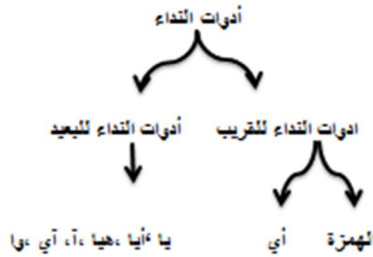 أدوات النداء
ادوات النداء للقريب
أدوات النداء للبعيد
الهمزة
أي
يا ،أيا ،هيا ،آ، آي ،وا